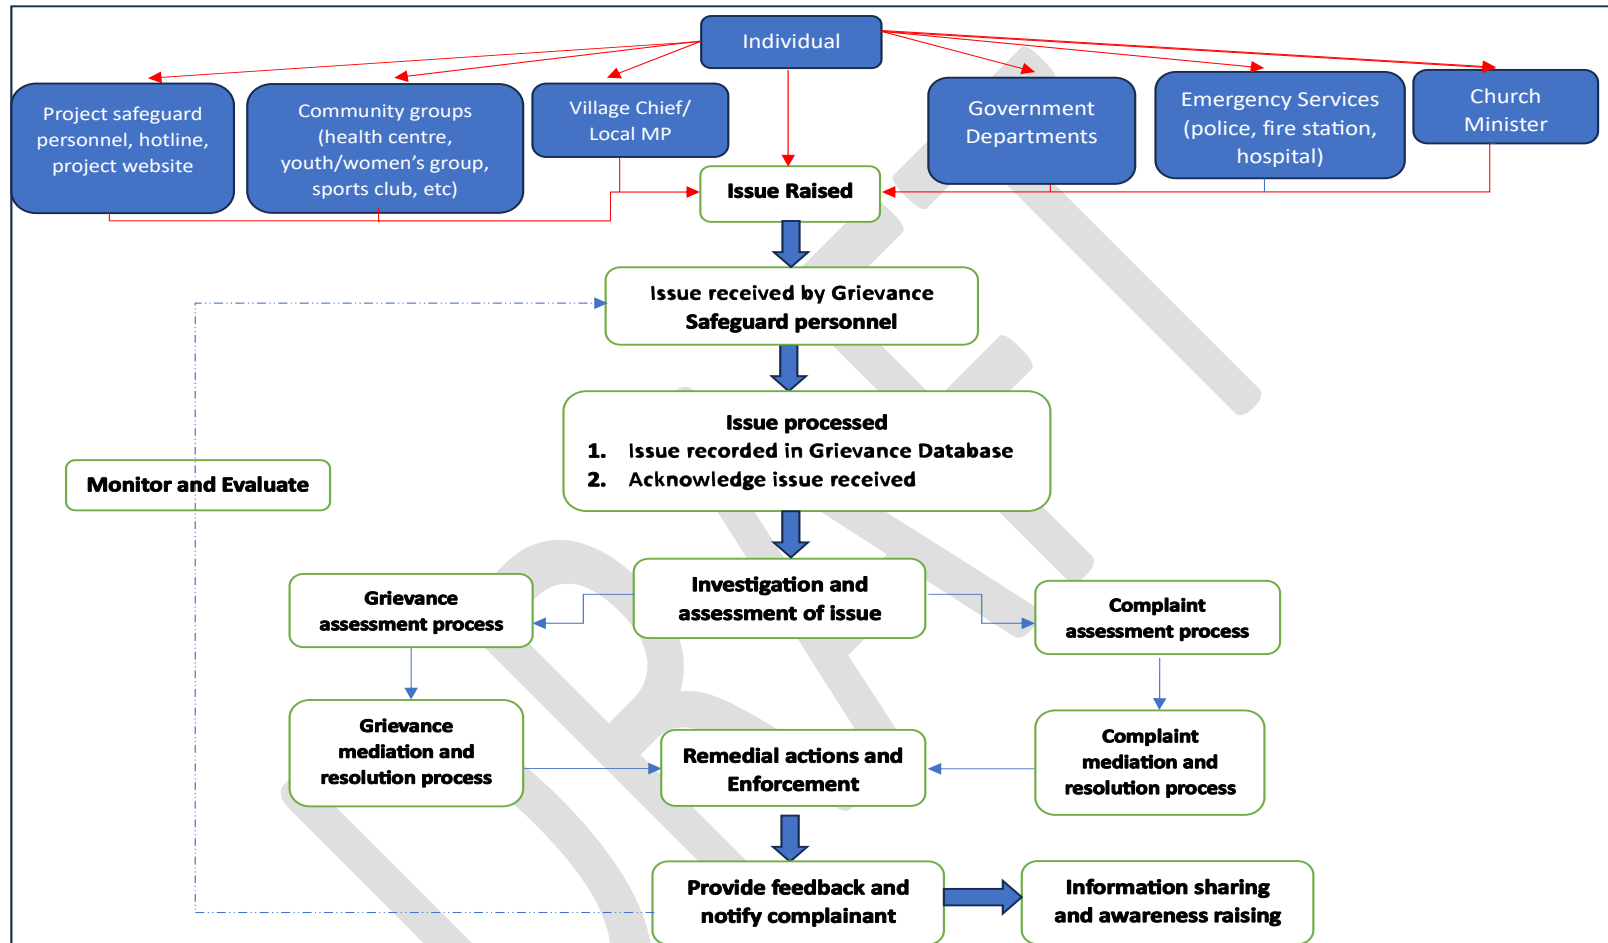 Individual
Project safeguard
personnel, hotline,
project website
Community groups
(health centre,
youth/women’s group,
sports club, etc)
Village Chief/
Local MP
Government
Departments
Emergency Services
(police, fire station,
hospital)
Church
Minister
Issue Raised
Issue received by Grievance
Safeguard personnel
Issue processed
1. Issue recorded in Grievance Database
2. Acknowledge issue received
Monitor and Evaluate
Investigation and
assessment of issue
Grievance
assessment process
Complaint
assessment process
Grievance
mediation and
resolution process
Remedial actions and
Enforcement
Complaint
mediation and
resolution process
Provide feedback and
notify complainant
Information sharing
and awareness raising
DRAFT